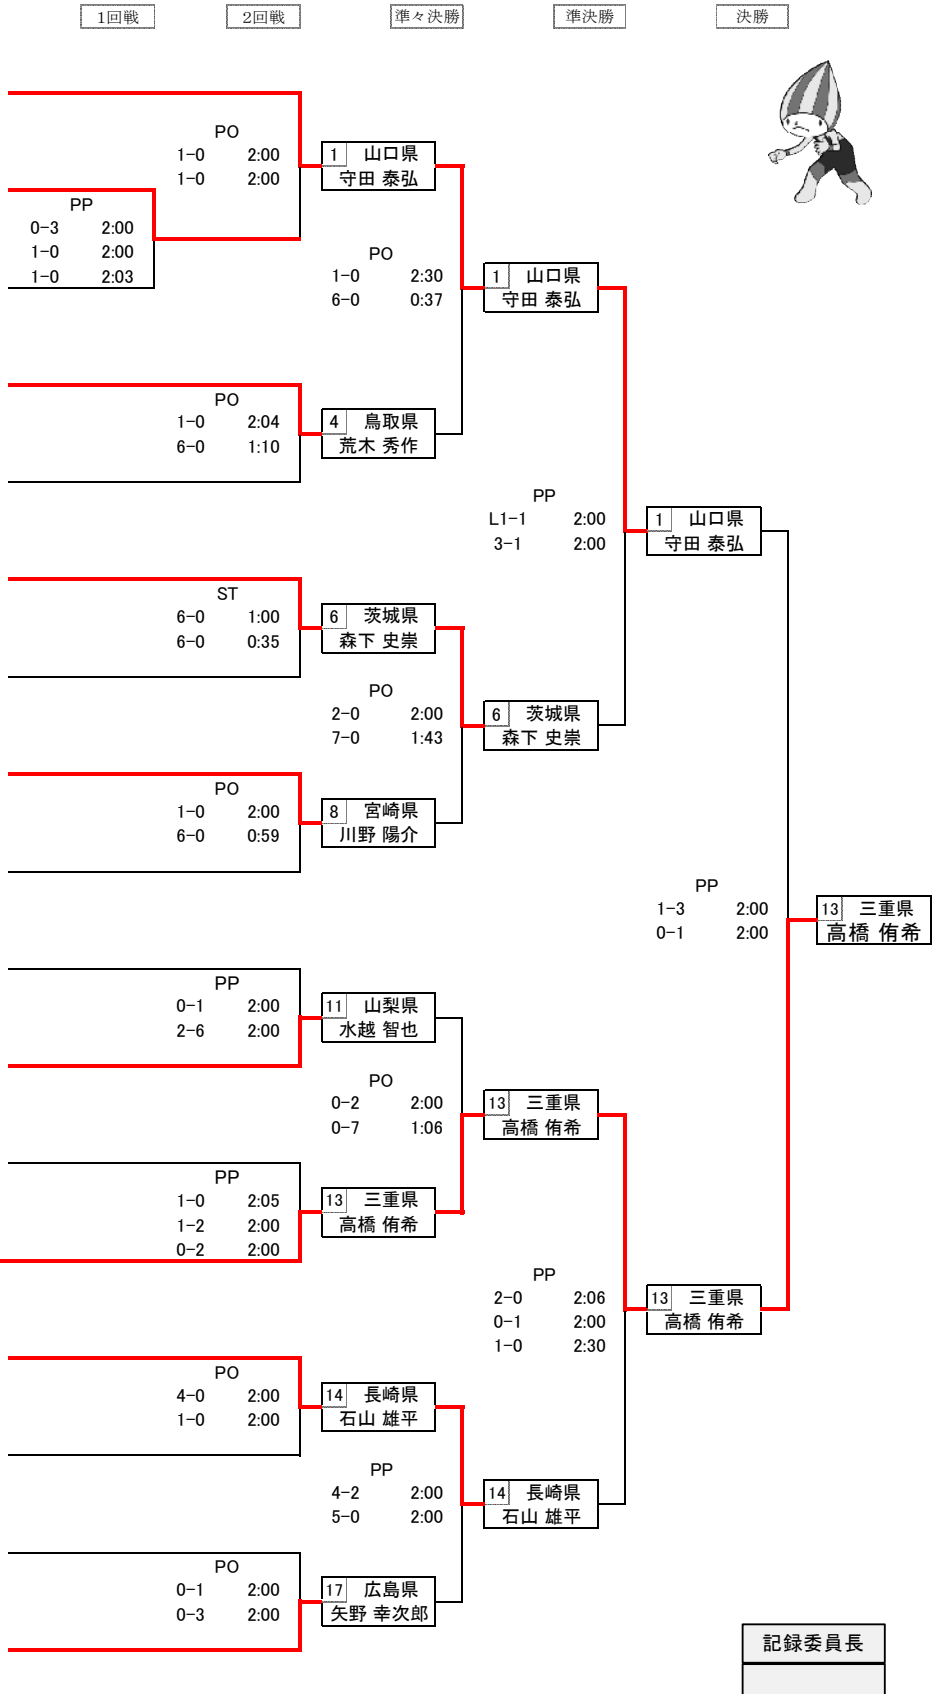 1回戦 2回戦 準々決勝 準決勝 決勝
PO
1-0 2:00
1-0 2:00
1 山口県
守田 泰弘
PP
0-3 2:00
1-0 2:00
1-0 2:03
PO
1-0 2:30
6-0 0:37
1 山口県
守田 泰弘
PO
1-0 2:04
6-0 1:10
4 鳥取県
荒木 秀作
PP
L1-1 2:00
3-1 2:00
1 山口県
守田 泰弘
ST
6-0 1:00
6-0 0:35
6 茨城県
森下 史崇
PO
2-0 2:00
7-0 1:43
6 茨城県
森下 史崇
PO
1-0 2:00
6-0 0:59
8 宮崎県
川野 陽介
PP
1-3 2:00
0-1 2:00
13 三重県
高橋 侑希
PP
0-1 2:00
2-6 2:00
11 山梨県
水越 智也
PO
0-2 2:00
0-7 1:06
13 三重県
高橋 侑希
PP
1-0 2:05
1-2 2:00
0-2 2:00
13 三重県
高橋 侑希
PP
2-0 2:06
0-1 2:00
1-0 2:30
13 三重県
高橋 侑希
PO
4-0 2:00
1-0 2:00
14 長崎県
石山 雄平
PP
4-2 2:00
5-0 2:00
14 長崎県
石山 雄平
PO
0-1 2:00
0-3 2:00
17 広島県
矢野 幸次郎
記録委員長